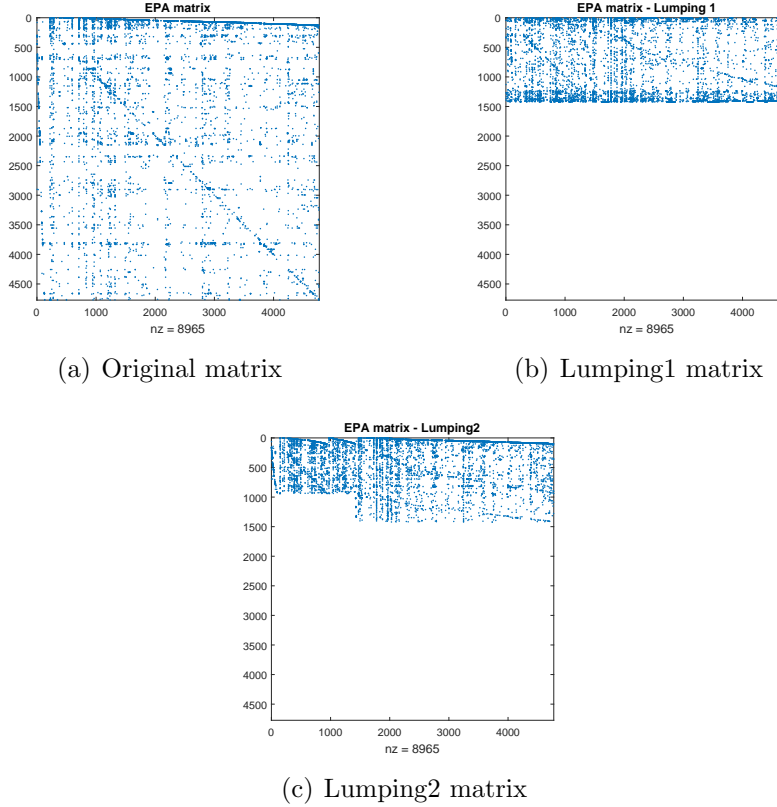 EPA matrix
0
500
1000
1500
2000
2500
3000
3500
4000
4500
0 1000 2000 3000 4000
nz = 8965
(a) Original matrix
EPA matrix - Lumping 1
0
500
1000
1500
2000
2500
3000
3500
4000
4500
0 1000 2000 3000 4000
nz = 8965
(b) Lumping1 matrix
EPA matrix - Lumping2
0
500
1000
1500
2000
2500
3000
3500
4000
4500
0 1000 2000 3000 4000
nz = 8965
(c) Lumping2 matrix